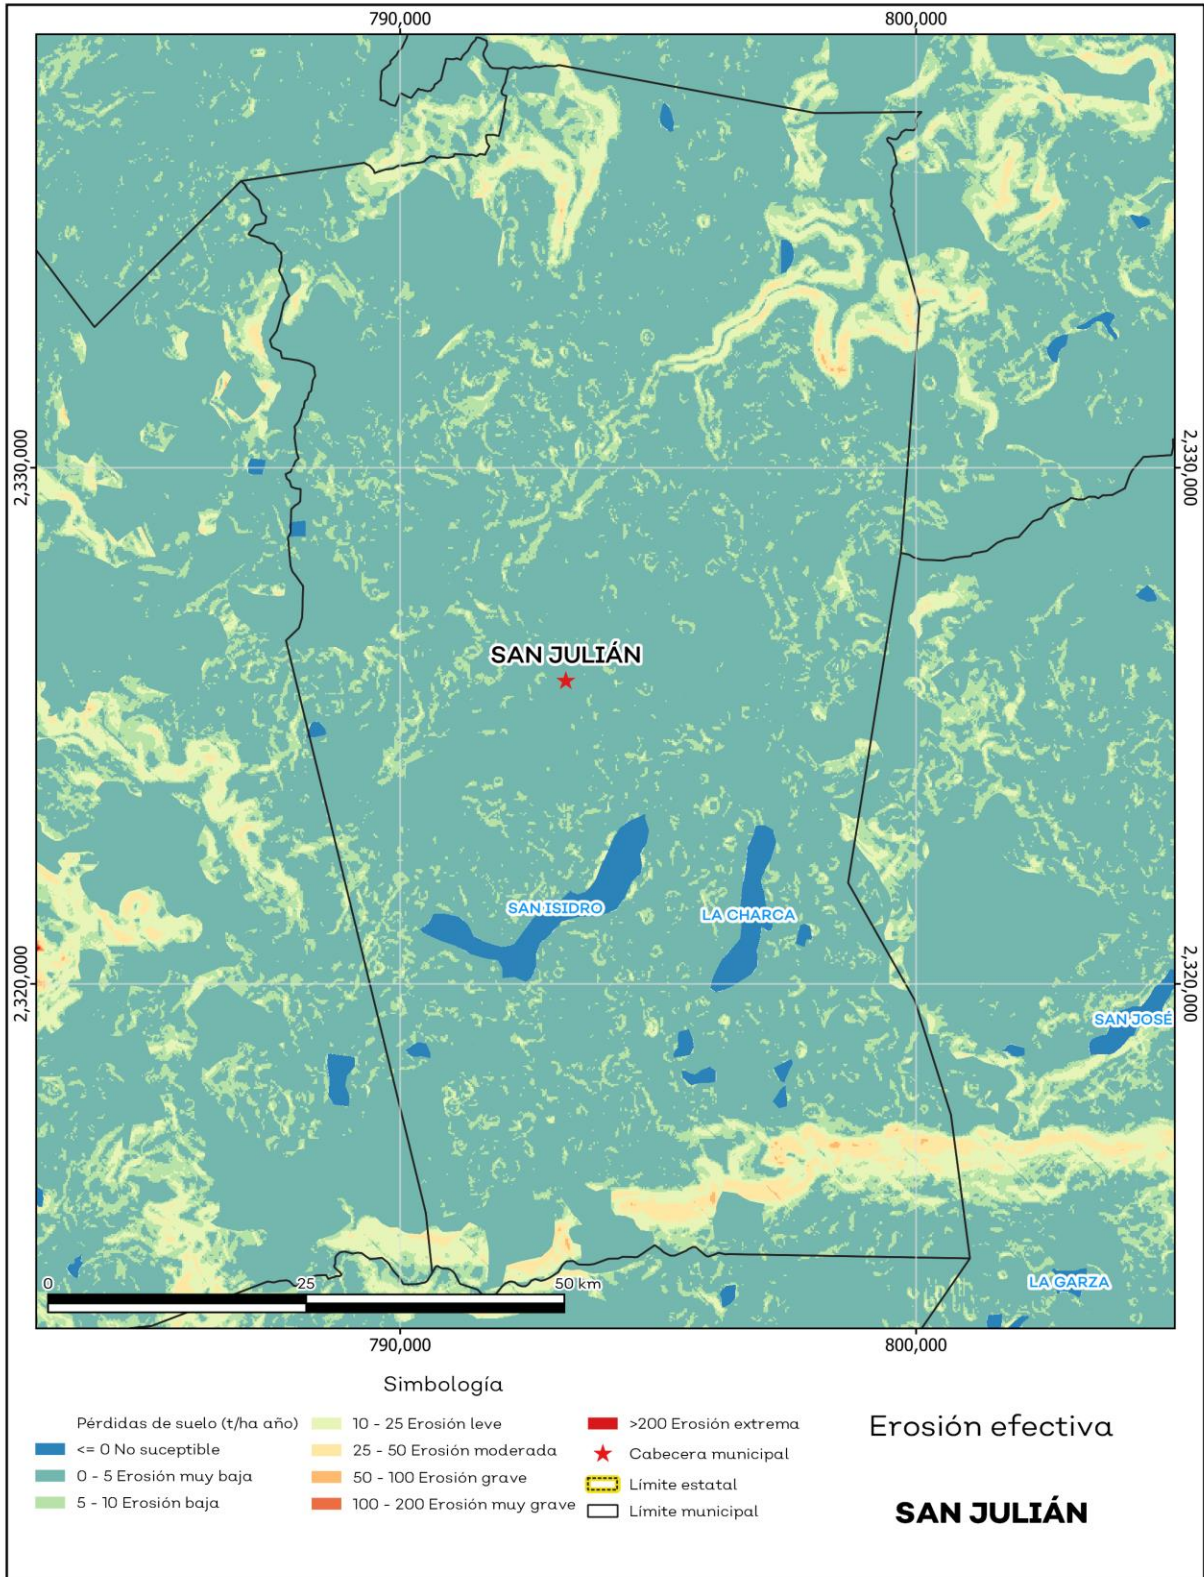 790,000 800,000
2,330,000 2,330,000
SAN JULIÁN
SAN ISIDRO
LA CHARCA
2,320,000 2,320,000
SAN JOSÉ
LA GARZA
0 25 50 km
790,000 800,000
Simbología
Pérdidas de suelo (t/ha año)
<= 0 No suceptible
0 - 5 Erosión muy baja
5 - 10 Erosión baja
10 - 25 Erosión leve
25 - 50 Erosión moderada
50 - 100 Erosión grave
100 - 200 Erosión muy grave
>200 Erosión extrema
Cabecera municipal
Límite estatal
Límite municipal
Erosión efectiva
SAN JULIÁN